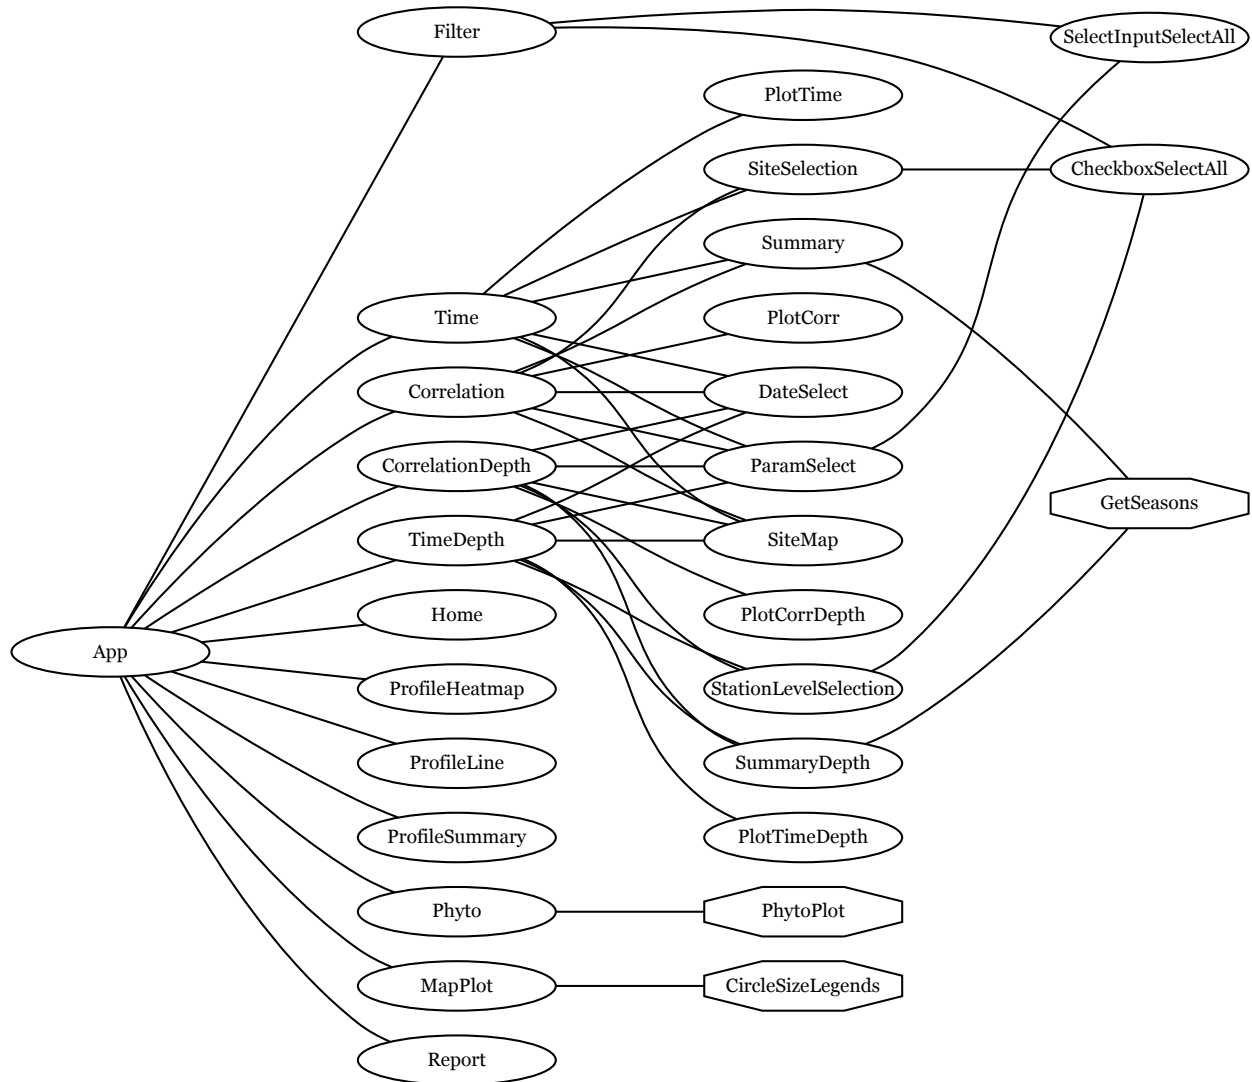 Filter
SelectInputSelectAll
PlotTime
SiteSelection
CheckboxSelectAll
Summary
Time
PlotCorr
Correlation
DateSelect
CorrelationDepth
ParamSelect
GetSeasons
TimeDepth
SiteMap
Home
PlotCorrDepth
App
ProfileHeatmap
StationLevelSelection
ProfileLine
SummaryDepth
ProfileSummary
PlotTimeDepth
Phyto
PhytoPlot
MapPlot
CircleSizeLegends
Report